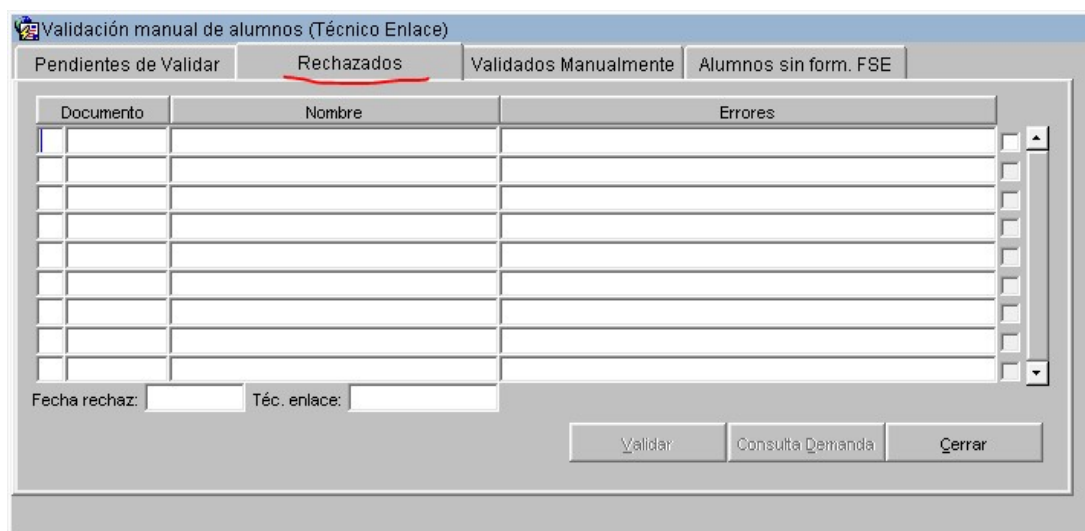 Validación manual de alumnos (Técnico Enlace)
Pendientes de Validar Rechazados Validados Manualmente Alumnos sin form. FSE
Documento Nombre Errores
Fecha rechaz: Téc. enlace:
Validar Consulta Demanda Cerrar